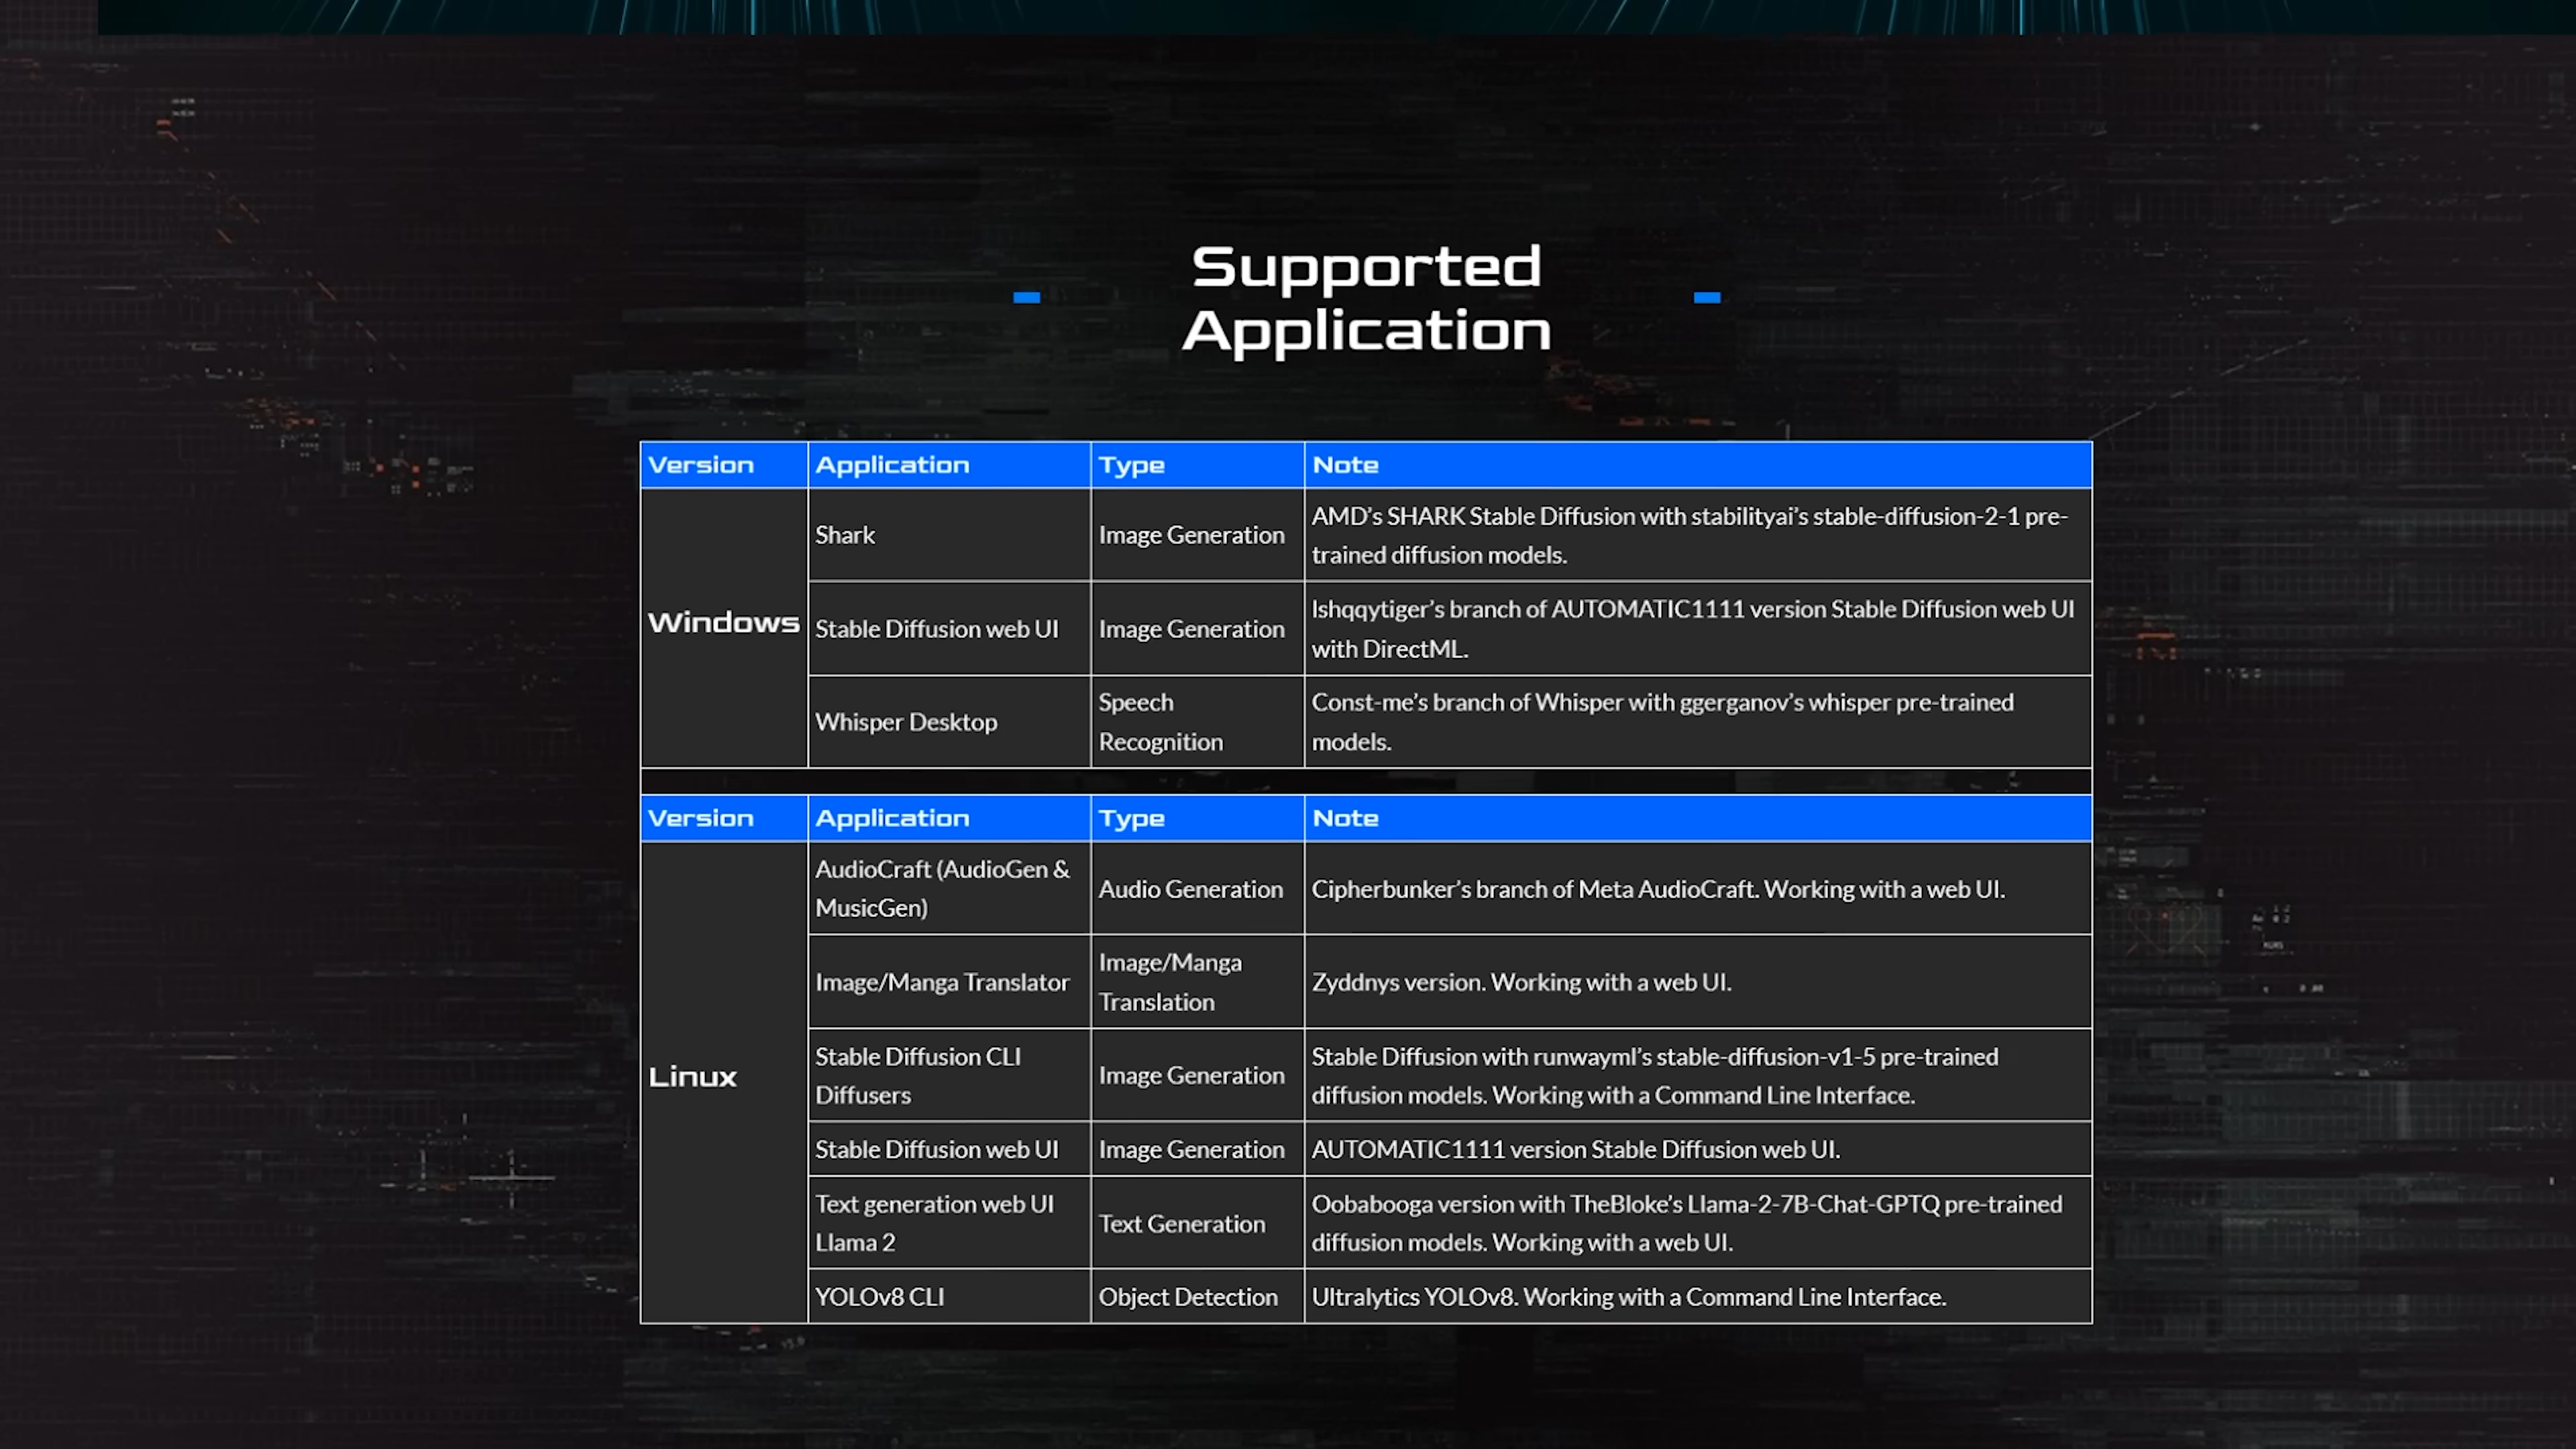 Supported
Application
Version Application Type Note
Windows
Shark
Image Generation
AMD's SHARK Stable Diffusion with stabilityai's stable-diffusion-2-1 pre-
trained diffusion models.
Stable Diffusion web UI
Image Generation
lshqqytiger's branch of AUTOMATIC1111 version Stable Diffusion web UI
with DirectML.
Whisper Desktop
Speech
Recognition
Const-me's branch of Whisper with ggerganov's whisper pre-trained
models.
Version Application Type Note
Linux
AudioCraft (AudioGen &
MusicGen)
Audio Generation
Cipherbunker's branch of Meta AudioCraft. Working with a web UI.
Image/Manga Translator
Image/Manga
Translation
Zyddnys version. Working with a web UI.
Stable Diffusion CLI
Diffusers
Image Generation
Stable Diffusion with runwayml's stable-diffusion-v1-5 pre-trained
diffusion models. Working with a Command Line Interface.
Stable Diffusion web UI
Image Generation
AUTOMATIC1111 version Stable Diffusion web UI.
Text generation web UI
Llama 2
Text Generation
Oobabooga version with TheBloke's Llama-2-7B-Chat-GPTQ pre-trained
diffusion models. Working with a web UI.
YOLOv8 CLI
Object Detection
Ultralytics YOLOv8. Working with a Command Line Interface.